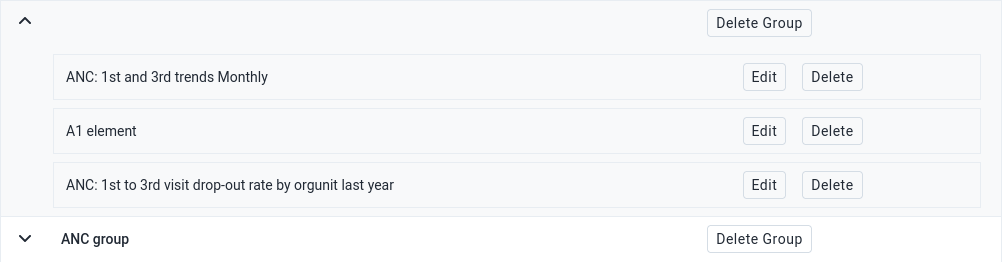 Delete Group
ANC: 1st and 3rd trends Monthly Edit Delete
A1 element Edit Delete
ANC: 1st to 3rd visit drop-out rate by orgunit last year Edit Delete
ANC group Delete Group